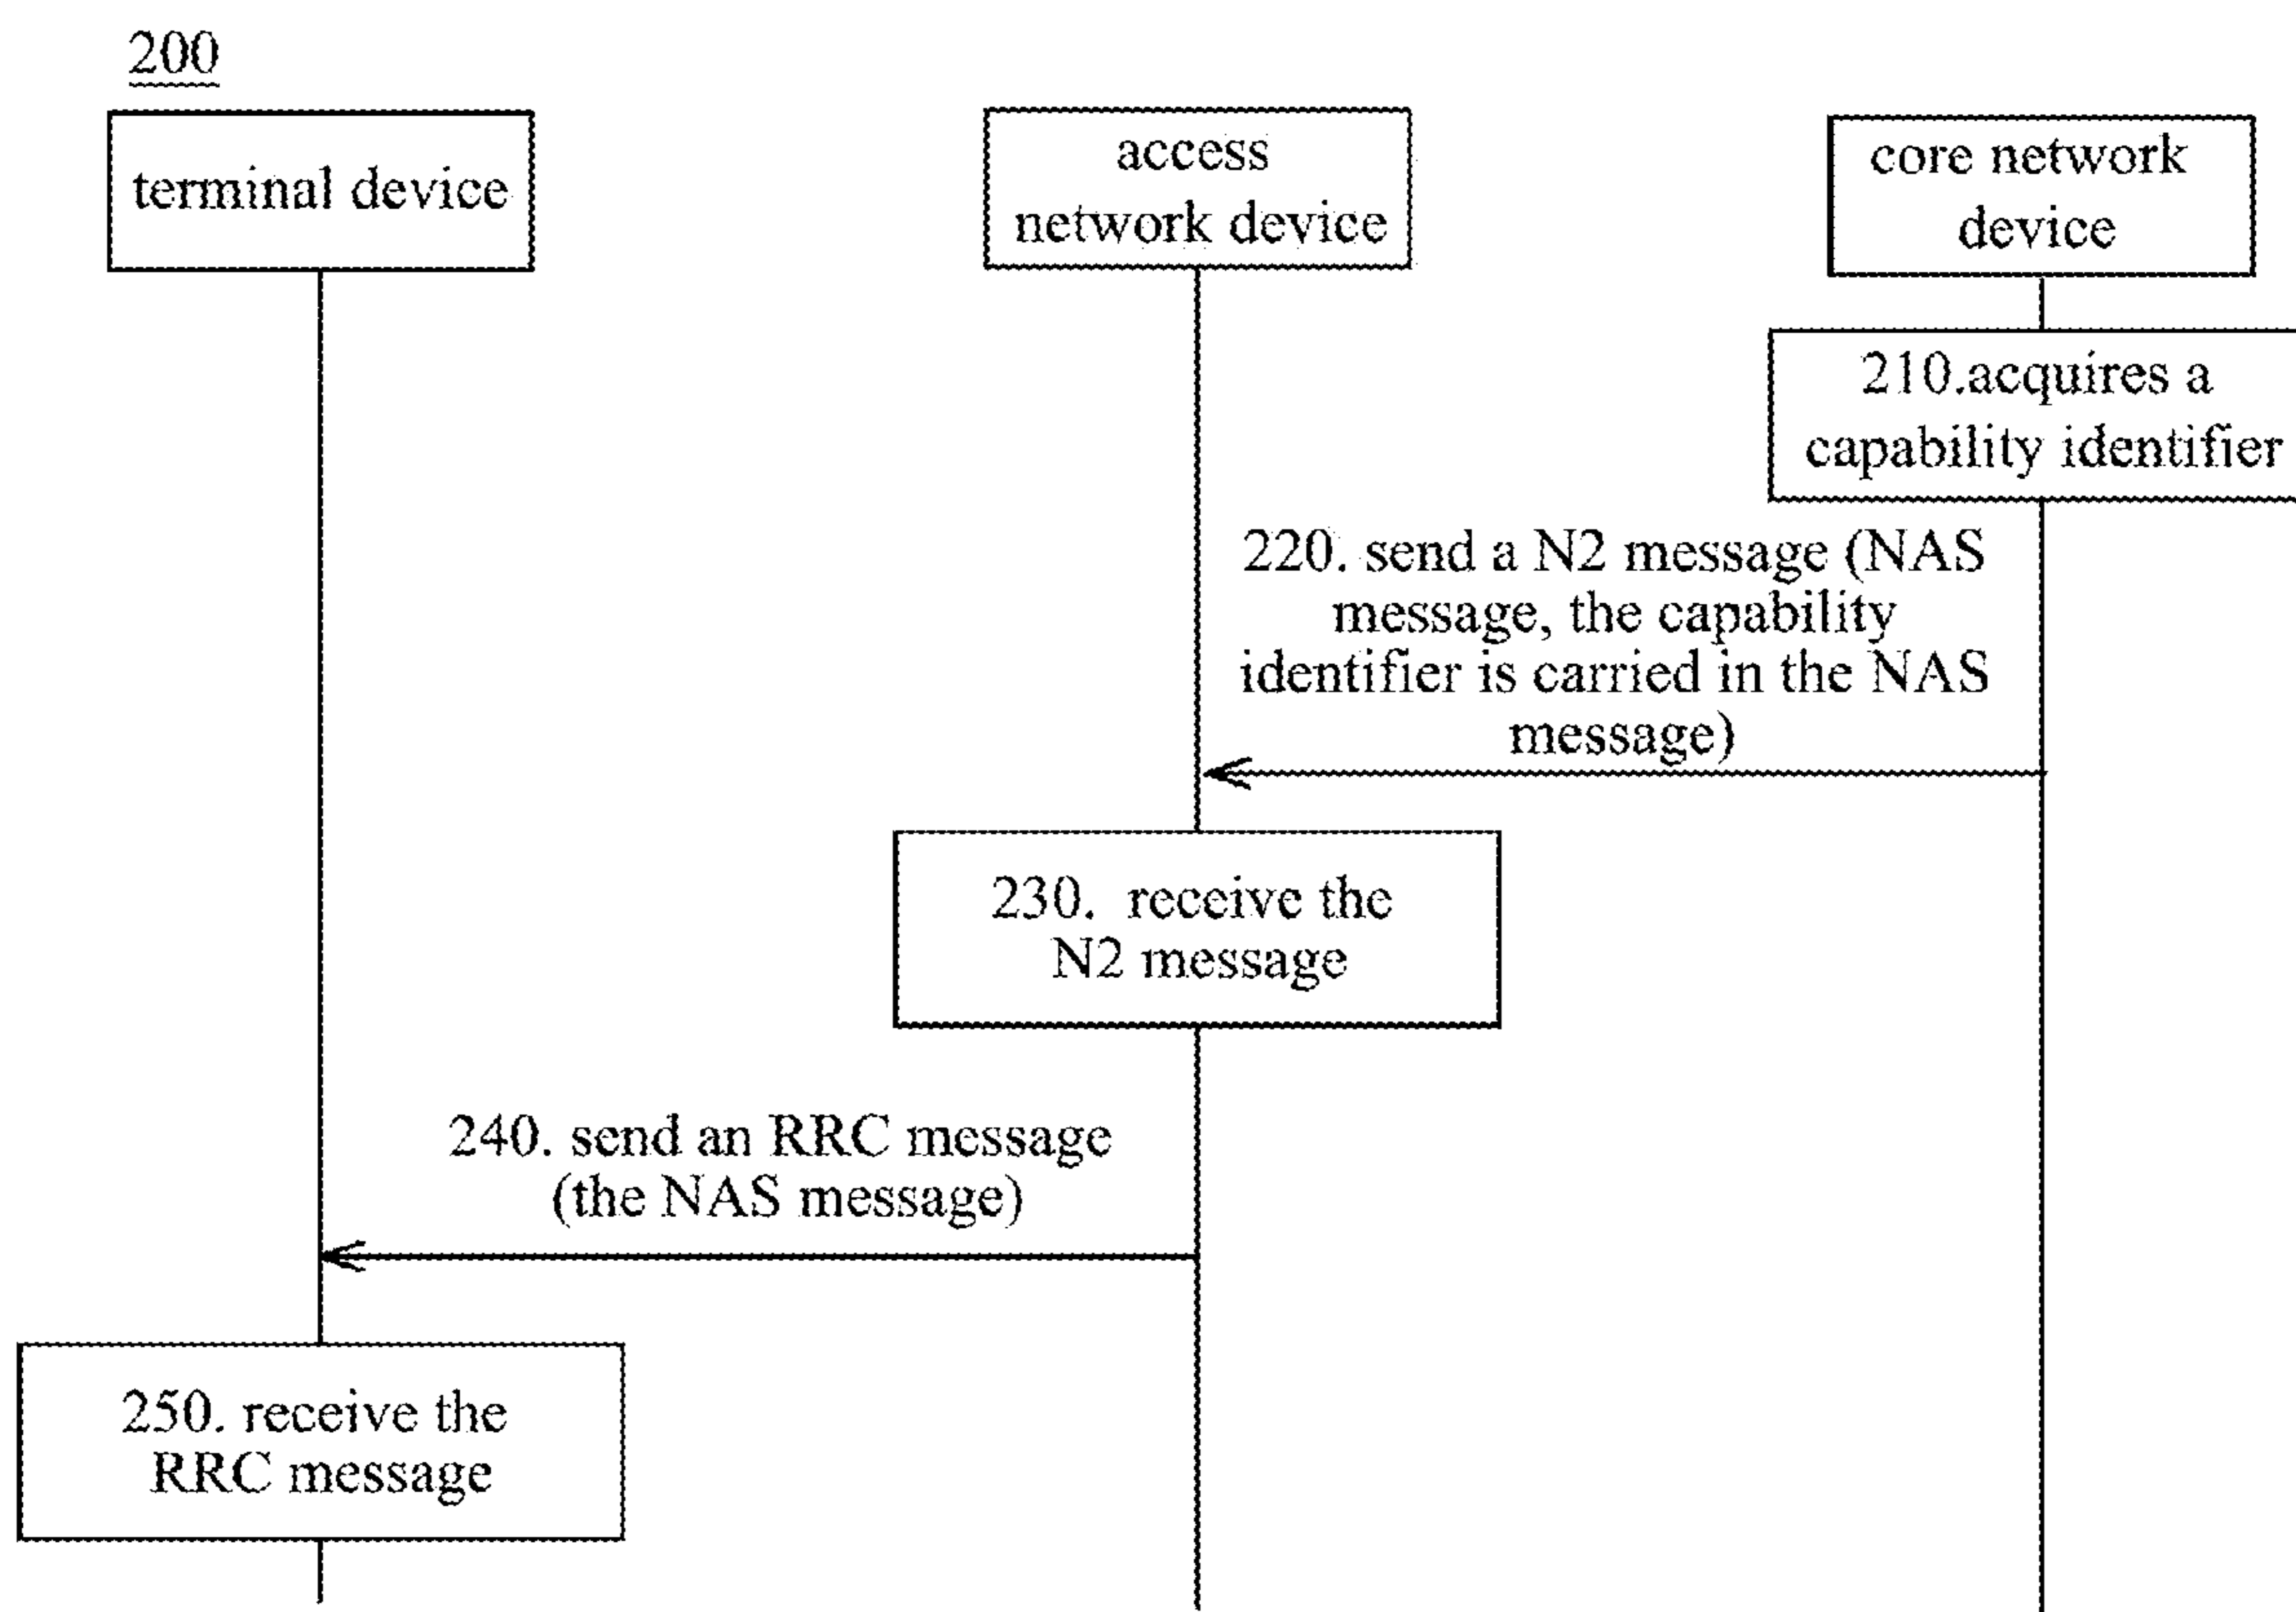 200
terminal device
access
network device
core network
device
210.acquires a
capability identifier
220. send a N2 message (NAS
message, the capability
identifier is carried in the NAS
message)
230. receive the
N2 message
240. send an RRC message
(the NAS message)
250. receive the
RRC message